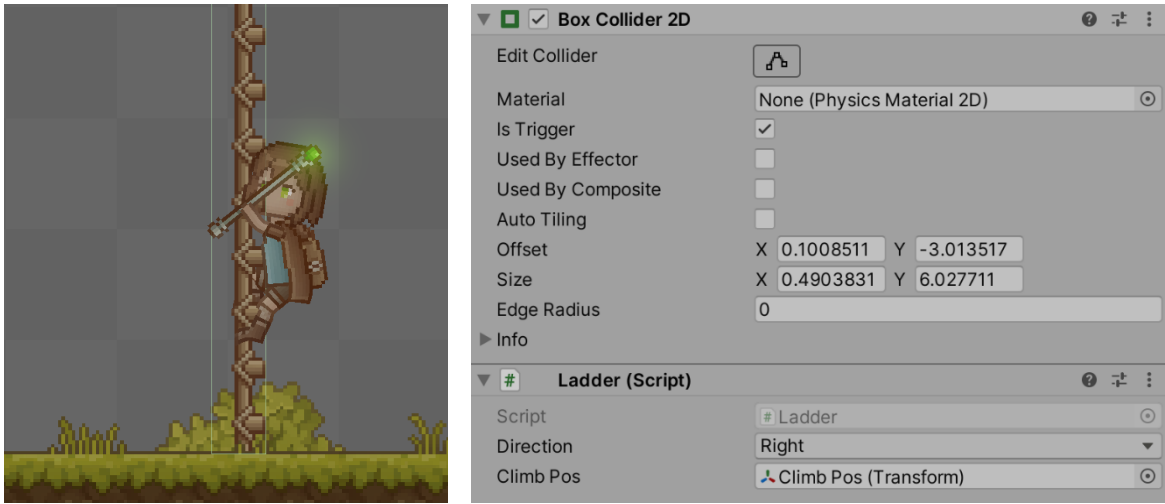 Box Collider 2D
Edit Collider
Material None (Physics Material 2D)
Is Trigger
Used By Effector
Used By Composite
Auto Tiling
Offset X 0.1008511 Y -3.013517
Size X 0.4903831 Y 6.027711
Edge Radius 0
Info
# Ladder (Script)
Script # Ladder
Direction Right
Climb Pos Climb Pos (Transform)